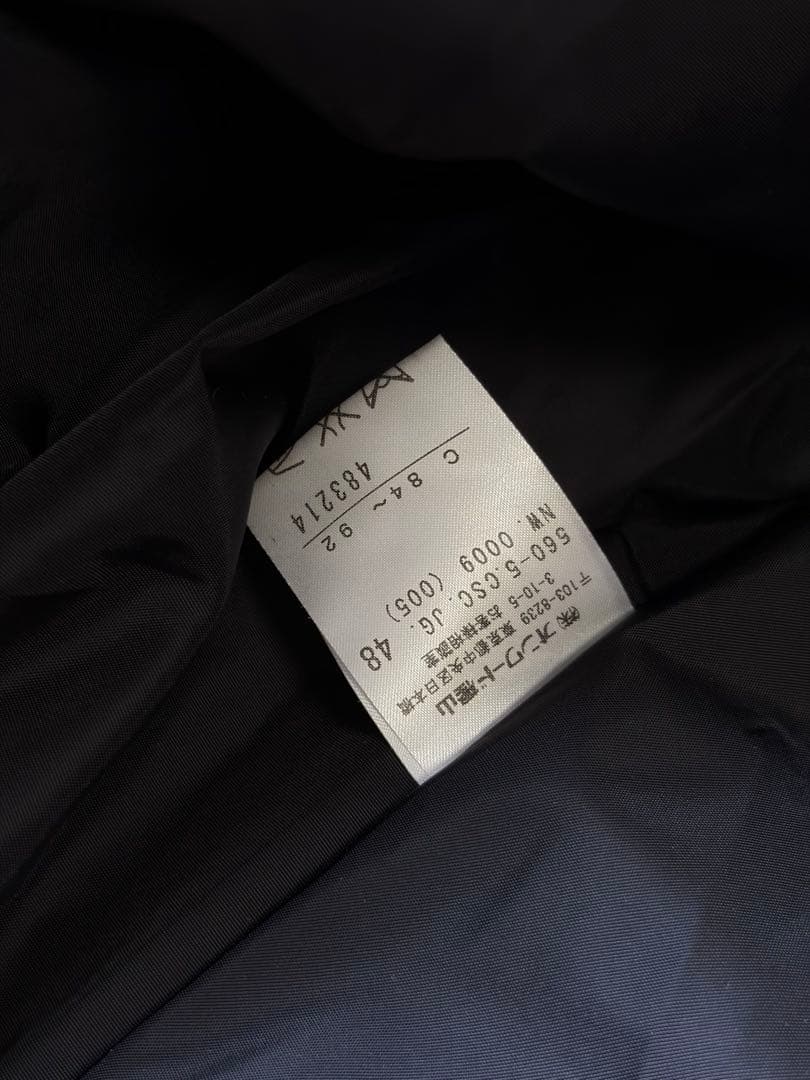 ㈱オンワード樫山
〒103-8239 東京都中央区日本橋
3-10-5 お客様相談室
560-5.CSC.JG. 48
NW.0009 (005)
C 84~ 92
483214